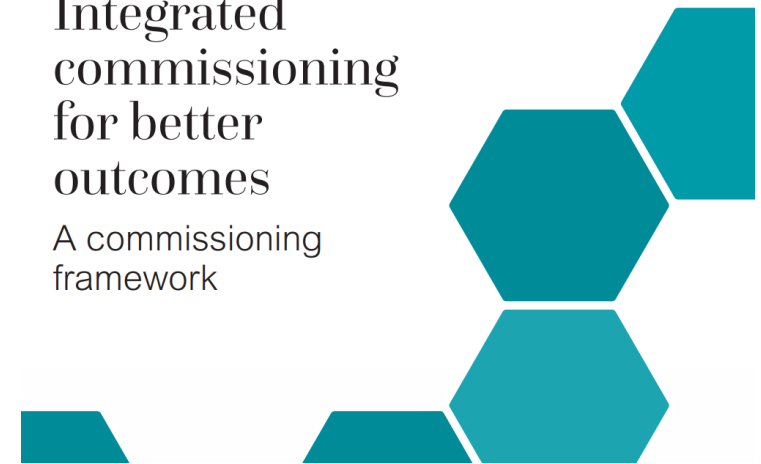 Integrated
commissioning
for better
outcomes
A commissioning
framework